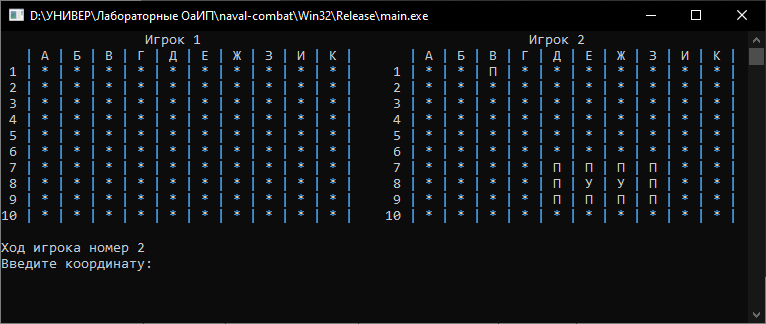 D:\УНИВЕР\Лабораторные ОаИП\naval-combat\Win32\Release\main.exe
Игрок 1 Игрок 2
| А | Б | В | Г | Д | Е | Ж | З | И | К | | А | Б | В | Г | Д | Е | Ж | З | И | К |
1 | * | * | * | * | * | * | * | * | * | * | 1 | * | * | П | * | * | * | * | * | * | * |
2 | * | * | * | * | * | * | * | * | * | * | 2 | * | * | * | * | * | * | * | * | * | * |
3 | * | * | * | * | * | * | * | * | * | * | 3 | * | * | * | * | * | * | * | * | * | * |
4 | * | * | * | * | * | * | * | * | * | * | 4 | * | * | * | * | * | * | * | * | * | * |
5 | * | * | * | * | * | * | * | * | * | * | 5 | * | * | * | * | * | * | * | * | * | * |
6 | * | * | * | * | * | * | * | * | * | * | 6 | * | * | * | * | * | * | * | * | * | * |
7 | * | * | * | * | * | * | * | * | * | * | 7 | * | * | * | * | П | П | П | П | * | * |
8 | * | * | * | * | * | * | * | * | * | * | 8 | * | * | * | * | П | У | У | П | * | * |
9 | * | * | * | * | * | * | * | * | * | * | 9 | * | * | * | * | П | П | П | П | * | * |
10 | * | * | * | * | * | * | * | * | * | * | 10 | * | * | * | * | * | * | * | * | * | * |
Ход игрока номер 2
Введите координату: